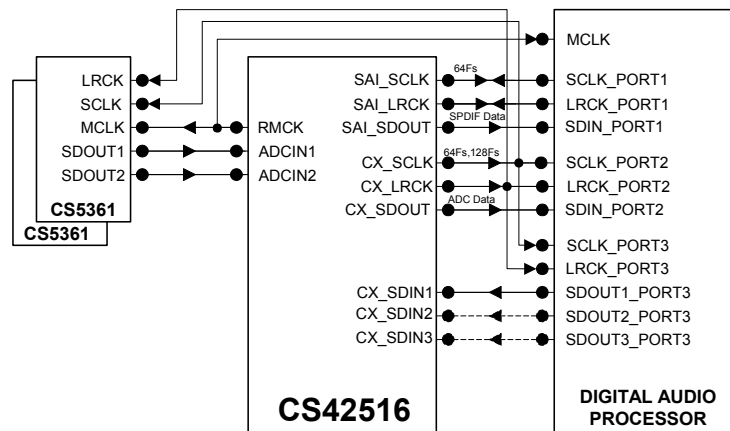 MCLK
LRCK
SCLK
MCLK
SDOUT1
SDOUT2
CS5361
CS5361
RMCK
ADCIN1
ADCIN2
SAI_SCLK
SAI_LRCK
SAI_SDOUT
CX_SCLK
CX_LRCK
CX_SDOUT
CX_SDIN1
CX_SDIN2
CX_SDIN3
CS42516
64Fs
SPDIF Data
64Fs,128Fs
ADC Data
SCLK_PORT1
LRCK_PORT1
SDIN_PORT1
SCLK_PORT2
LRCK_PORT2
SDIN_PORT2
SCLK_PORT3
LRCK_PORT3
SDOUT1_PORT3
SDOUT2_PORT3
SDOUT3_PORT3
DIGITAL AUDIO
PROCESSOR